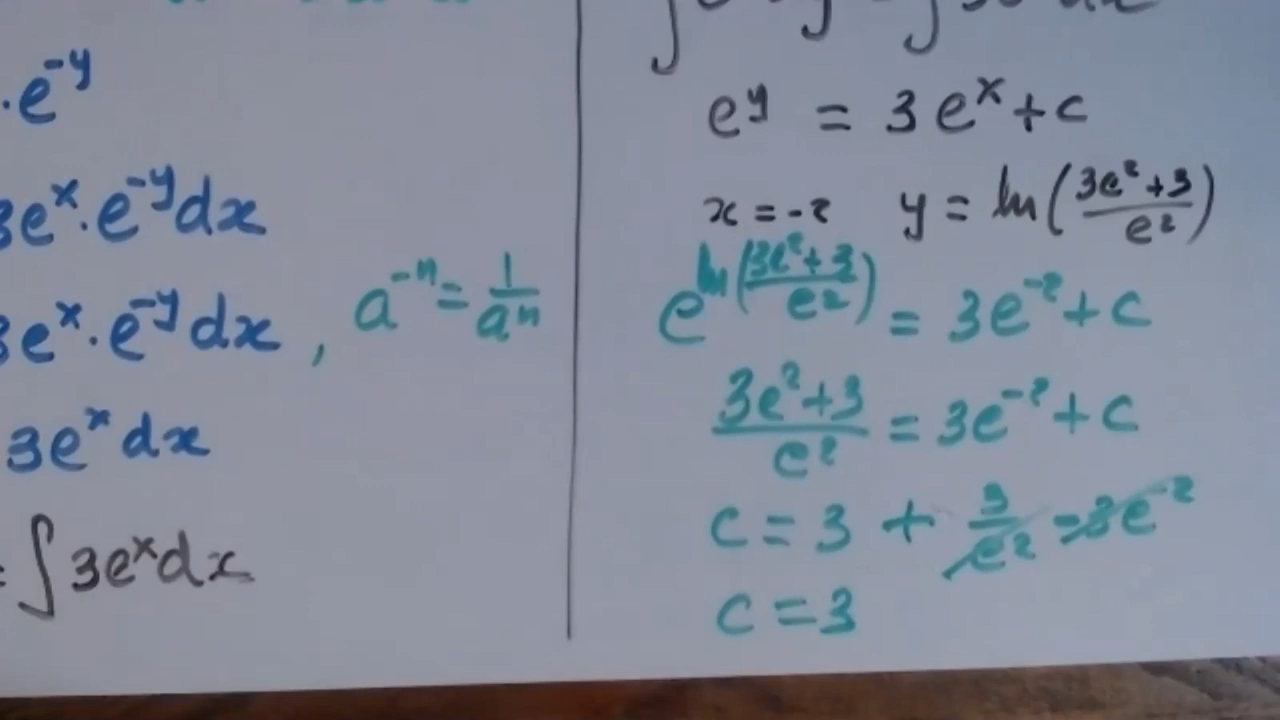 · e^{-y}
3e^x · e^{-y} dx
3e^x · e^{-y} dx , a^{-n} = 1/a^n
3e^x dx
= ∫ 3e^x dx
e^y = 3e^x + c
x = -2 y = ln((3e^2 + 3)/e^2)
e^{ln((3e^2 + 3)/e^2)} = 3e^{-2} + c
(3e^2 + 3)/e^2 = 3e^{-2} + c
c = 3 + 3/e^2 - 3e^{-2}
c = 3